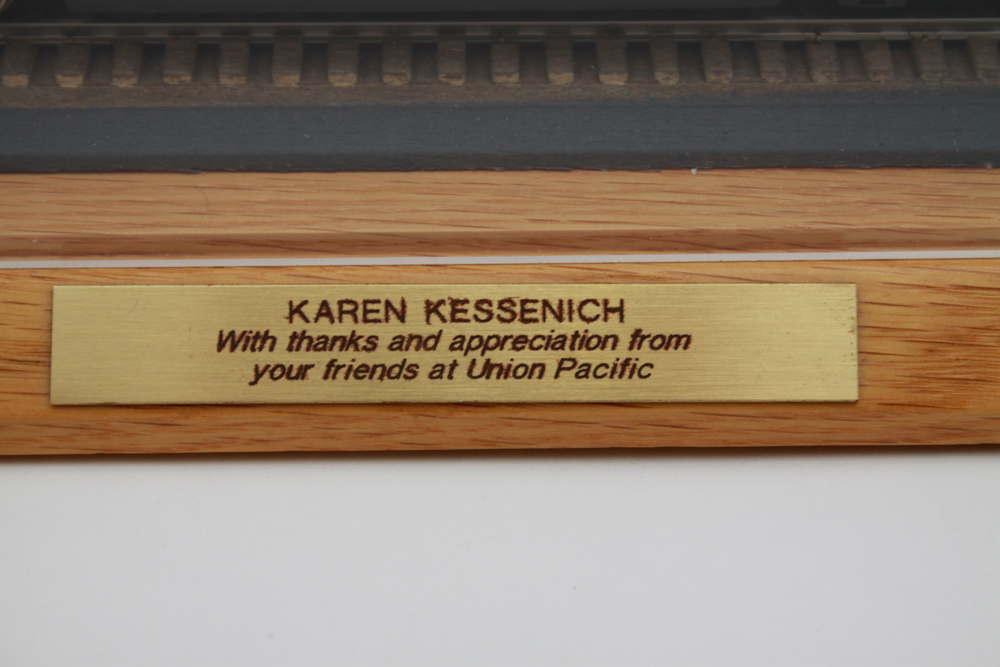 KAREN KESSENICH
With thanks and appreciation from
your friends at Union Pacific